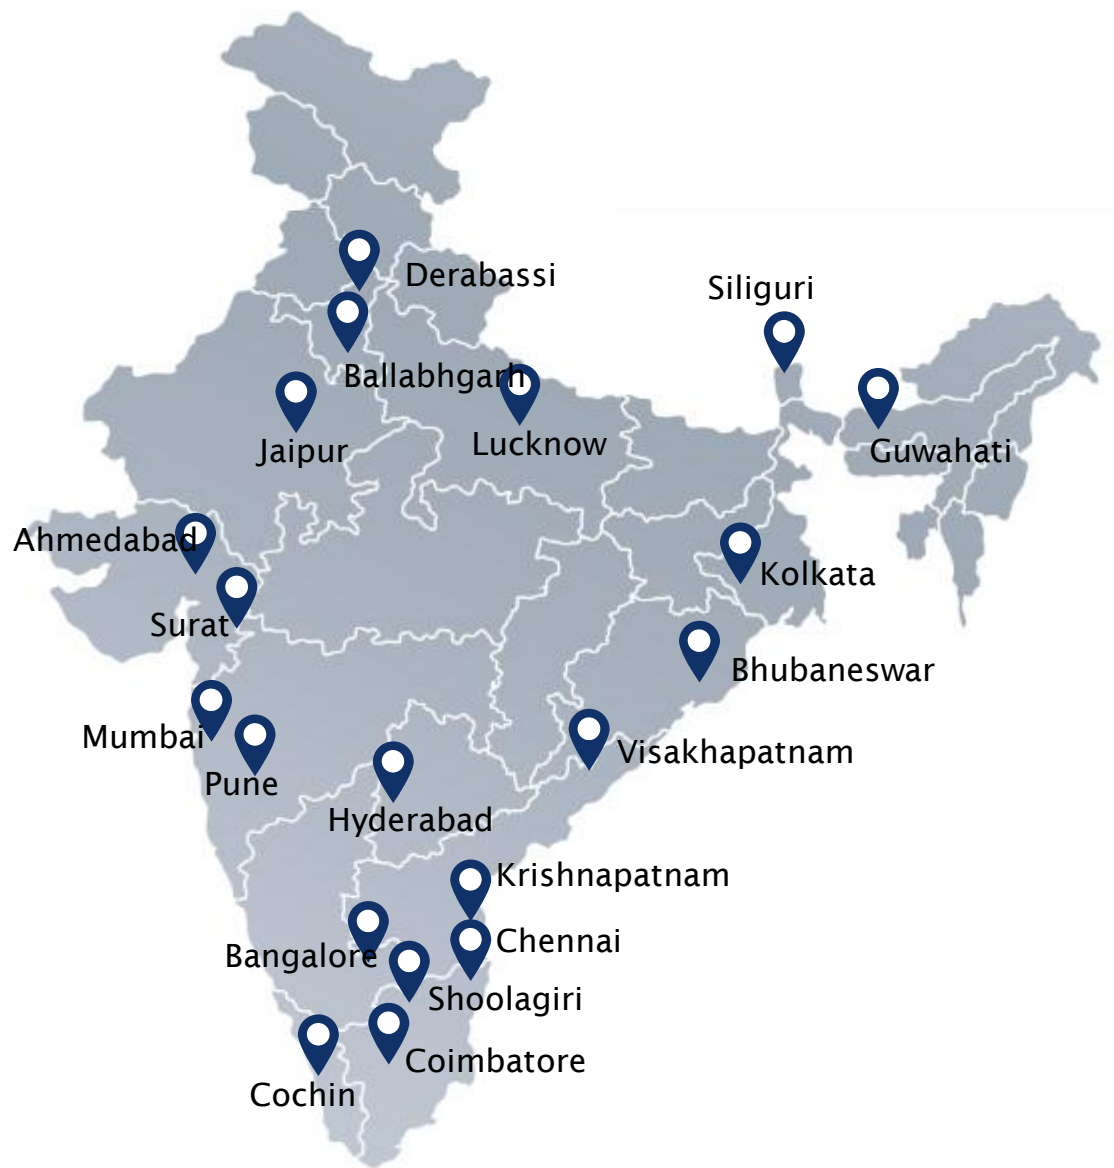 Derabassi
Siliguri
Ballabhgarh
Jaipur
Lucknow
Guwahati
Ahmedabad
Kolkata
Surat
Bhubaneswar
Mumbai
Visakhapatnam
Pune
Hyderabad
Krishnapatnam
Chennai
Bangalore
Shoolagiri
Coimbatore
Cochin